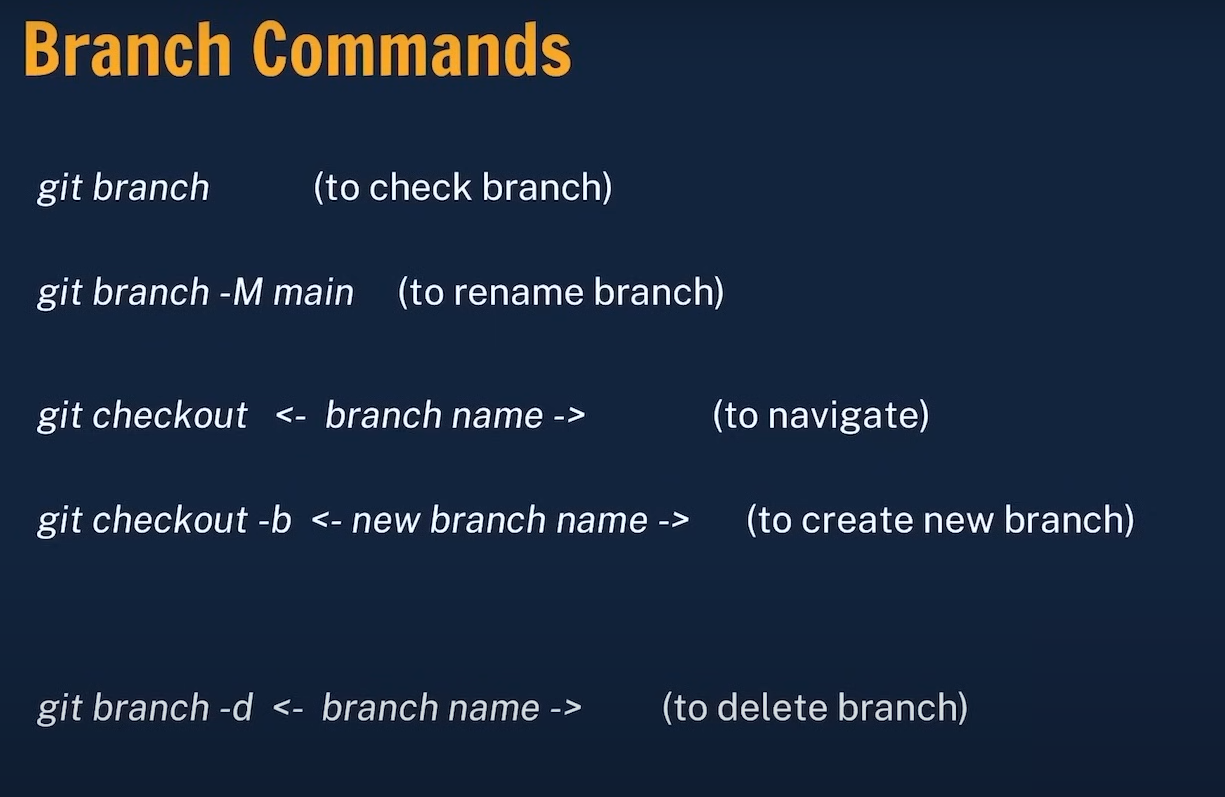 Branch Commands
git branch (to check branch)
git branch -M main (to rename branch)
git checkout <- branch name -> (to navigate)
git checkout -b <- new branch name -> (to create new branch)
git branch -d <- branch name -> (to delete branch)